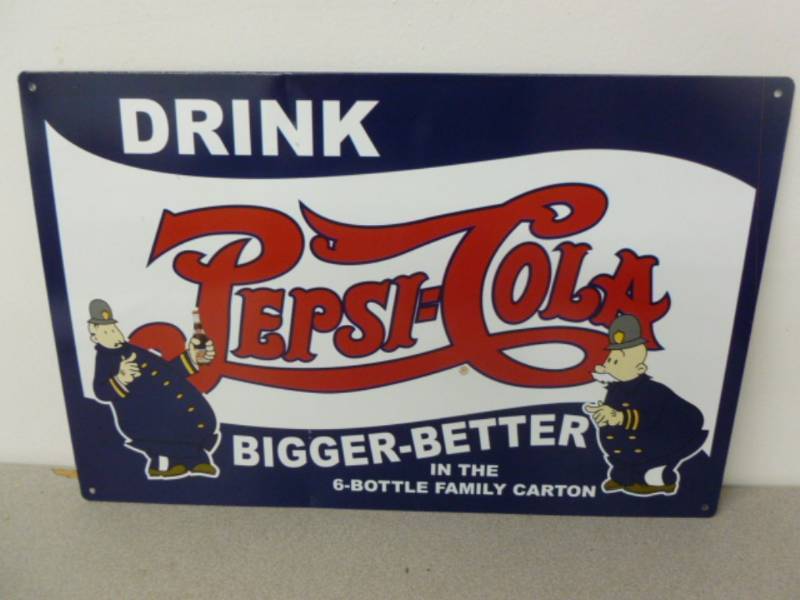 DRINK
PEPSI=COLA
®
BIGGER-BETTER
IN THE
6-BOTTLE FAMILY CARTON